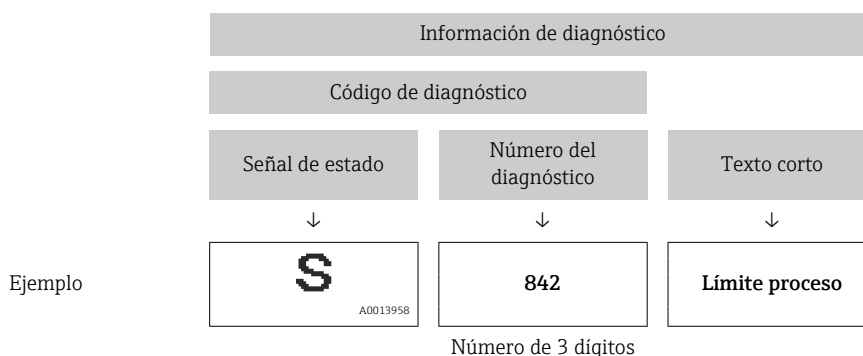 Información de diagnóstico
Código de diagnóstico
Señal de estado
Número del
diagnóstico
Texto corto
↓ ↓ ↓
Ejemplo
S
A0013958
842
Límite proceso
Número de 3 dígitos